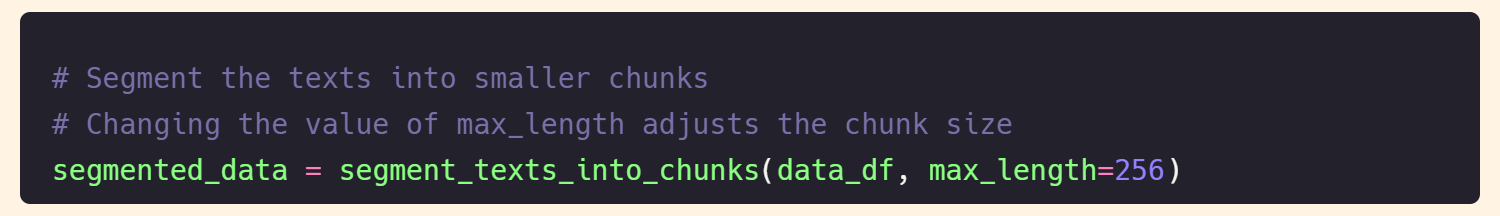 # Segment the texts into smaller chunks
# Changing the value of max_length adjusts the chunk size
segmented_data = segment_texts_into_chunks(data_df, max_length=256)